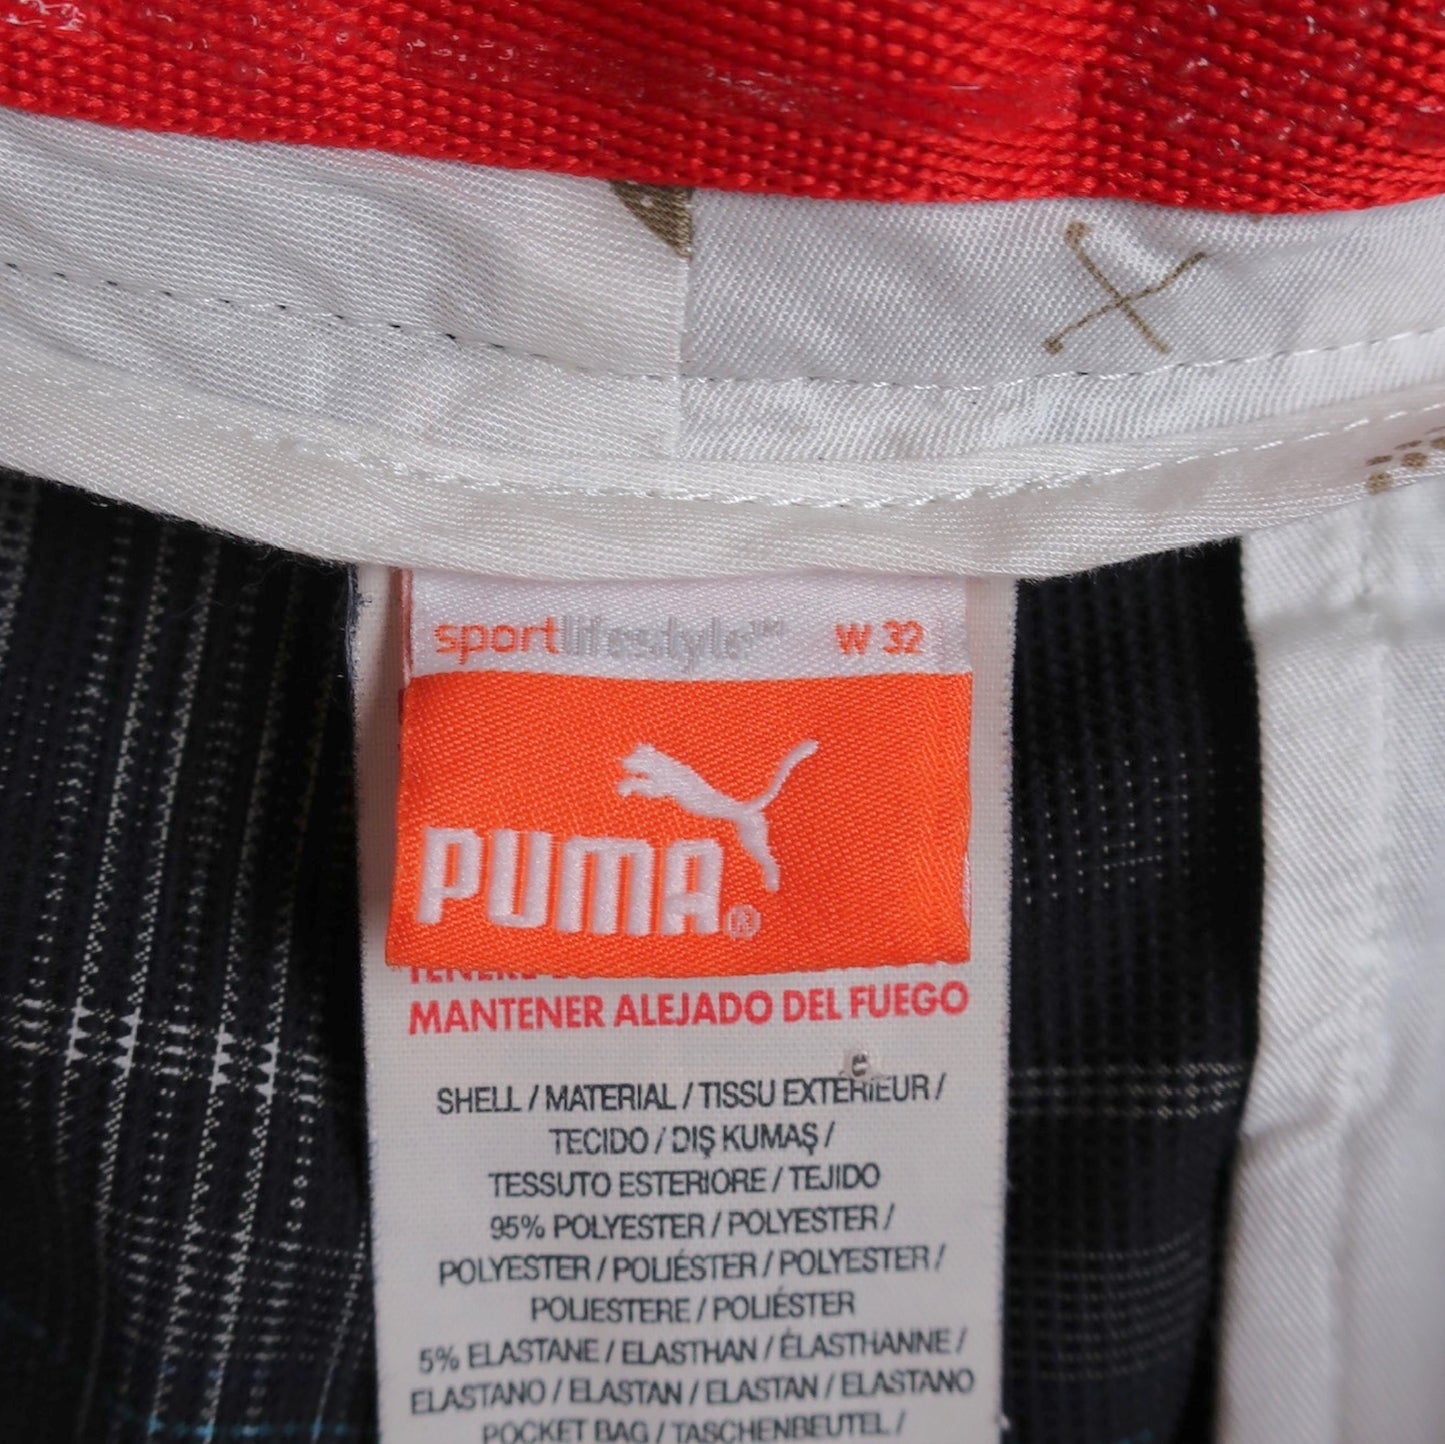 sportlifestyle™ W 32
PUMA®
MANTENER ALEJADO DEL FUEGO
SHELL / MATERIAL / TISSU EXTÉRIEUR /
TECIDO / DIŞ KUMAŞ /
TESSUTO ESTERIORE / TEJIDO
95% POLYESTER / POLYESTER /
POLYESTER / POLIÉSTER / POLYESTER /
POLIESTERE / POLIÉSTER
5% ELASTANE / ELASTHAN / ÉLASTHANNE /
ELASTANO / ELASTAN / ELASTAN / ELASTANO
POCKET BAG / TASCHENBEUTEL /